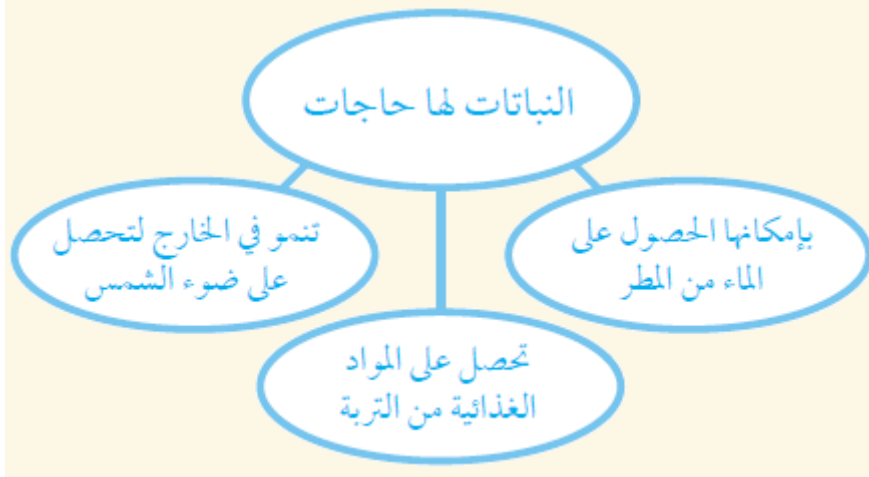 النباتات لها حاجات
بإمكانها الحصول على
الماء من المطر
تنمو في الخارج لتحصل
على ضوء الشمس
تحصل على المواد
الغذائية من التربة